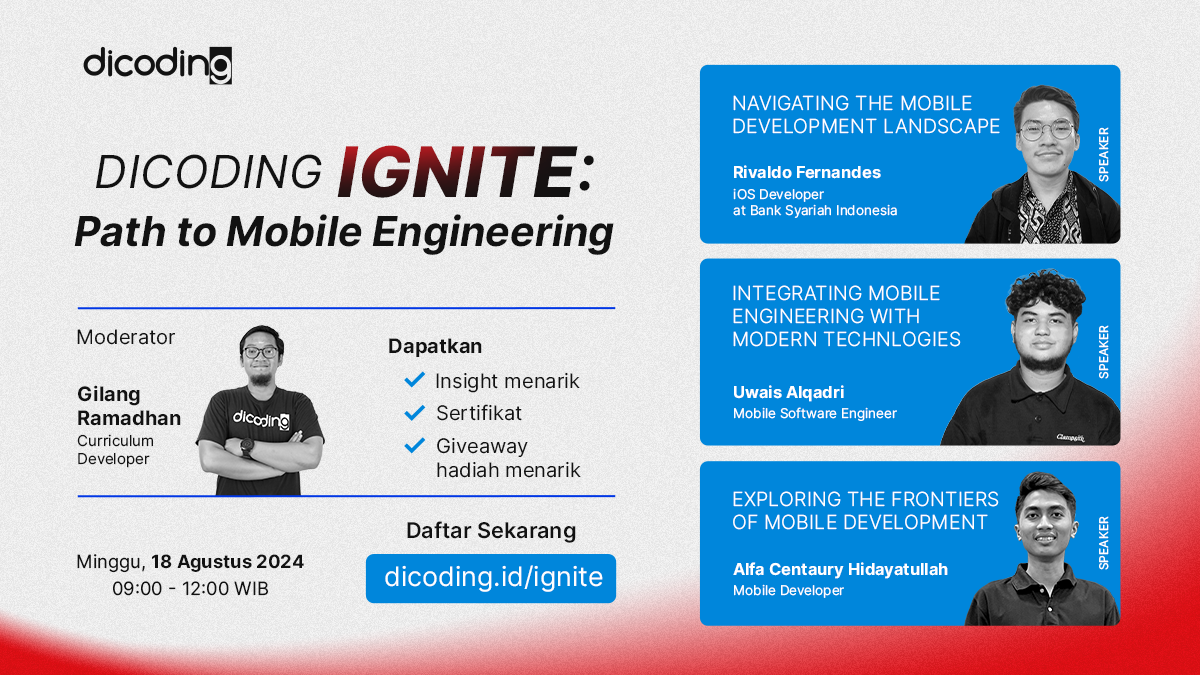 dicoding
DICODING IGNITE:
Path to Mobile Engineering
Moderator
Gilang
Ramadhan
Curriculum
Developer
dicoding
Dapatkan
Insight menarik
Sertifikat
Giveaway
hadiah menarik
Minggu, 18 Agustus 2024
09:00 - 12:00 WIB
Daftar Sekarang
dicoding.id/ignite
NAVIGATING THE MOBILE
DEVELOPMENT LANDSCAPE
Rivaldo Fernandes
iOS Developer
at Bank Syariah Indonesia
SPEAKER
INTEGRATING MOBILE
ENGINEERING WITH
MODERN TECHNLOGIES
Uwais Alqadri
Mobile Software Engineer
SPEAKER
EXPLORING THE FRONTIERS
OF MOBILE DEVELOPMENT
Alfa Centaury Hidayatullah
Mobile Developer
SPEAKER